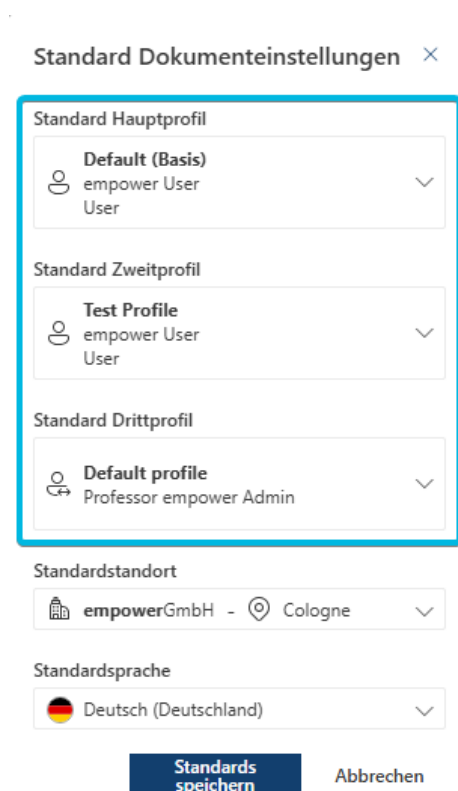 Standard Dokumenteinstellungen
Standard Hauptprofil
Default (Basis)
empower User
User
Standard Zweitprofil
Test Profile
empower User
User
Standard Drittprofil
Default profile
Professor empower Admin
Standardstandort
empowerGmbH - Cologne
Standardsprache
Deutsch (Deutschland)
Standards
speichern
Abbrechen